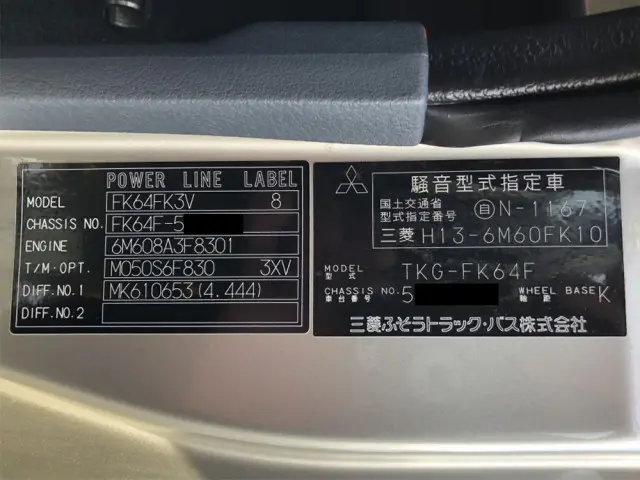 POWER LINE LABEL
MODEL FK64FK3V 8
CHASSIS NO. FK64F-5
ENGINE 6M608A3F8301
T/M·OPT. M050S6F830 3XV
DIFF.NO.1 MK610653(4.444)
DIFF.NO.2
騒音型式指定車
国土交通省
型式指定番号 自N-1167
三菱 H13-6M60FK10
MODEL 型式 TKG-FK64F
CHASSIS NO. 車台番号 5 WHEEL BASE 軸距 K
三菱ふそうトラック・バス株式会社